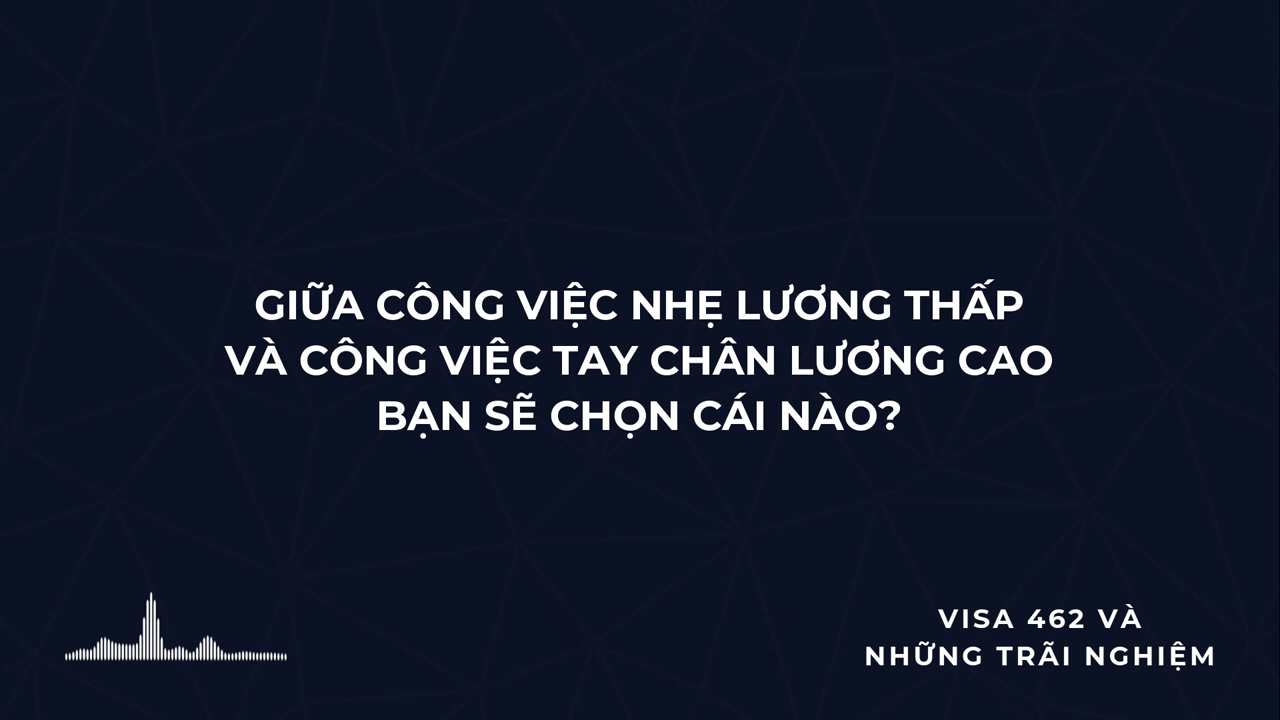 GIỮA CÔNG VIỆC NHẸ LƯƠNG THẤP
VÀ CÔNG VIỆC TAY CHÂN LƯƠNG CAO
BẠN SẼ CHỌN CÁI NÀO?
VISA 462 VÀ
NHỮNG TRÃI NGHIỆM